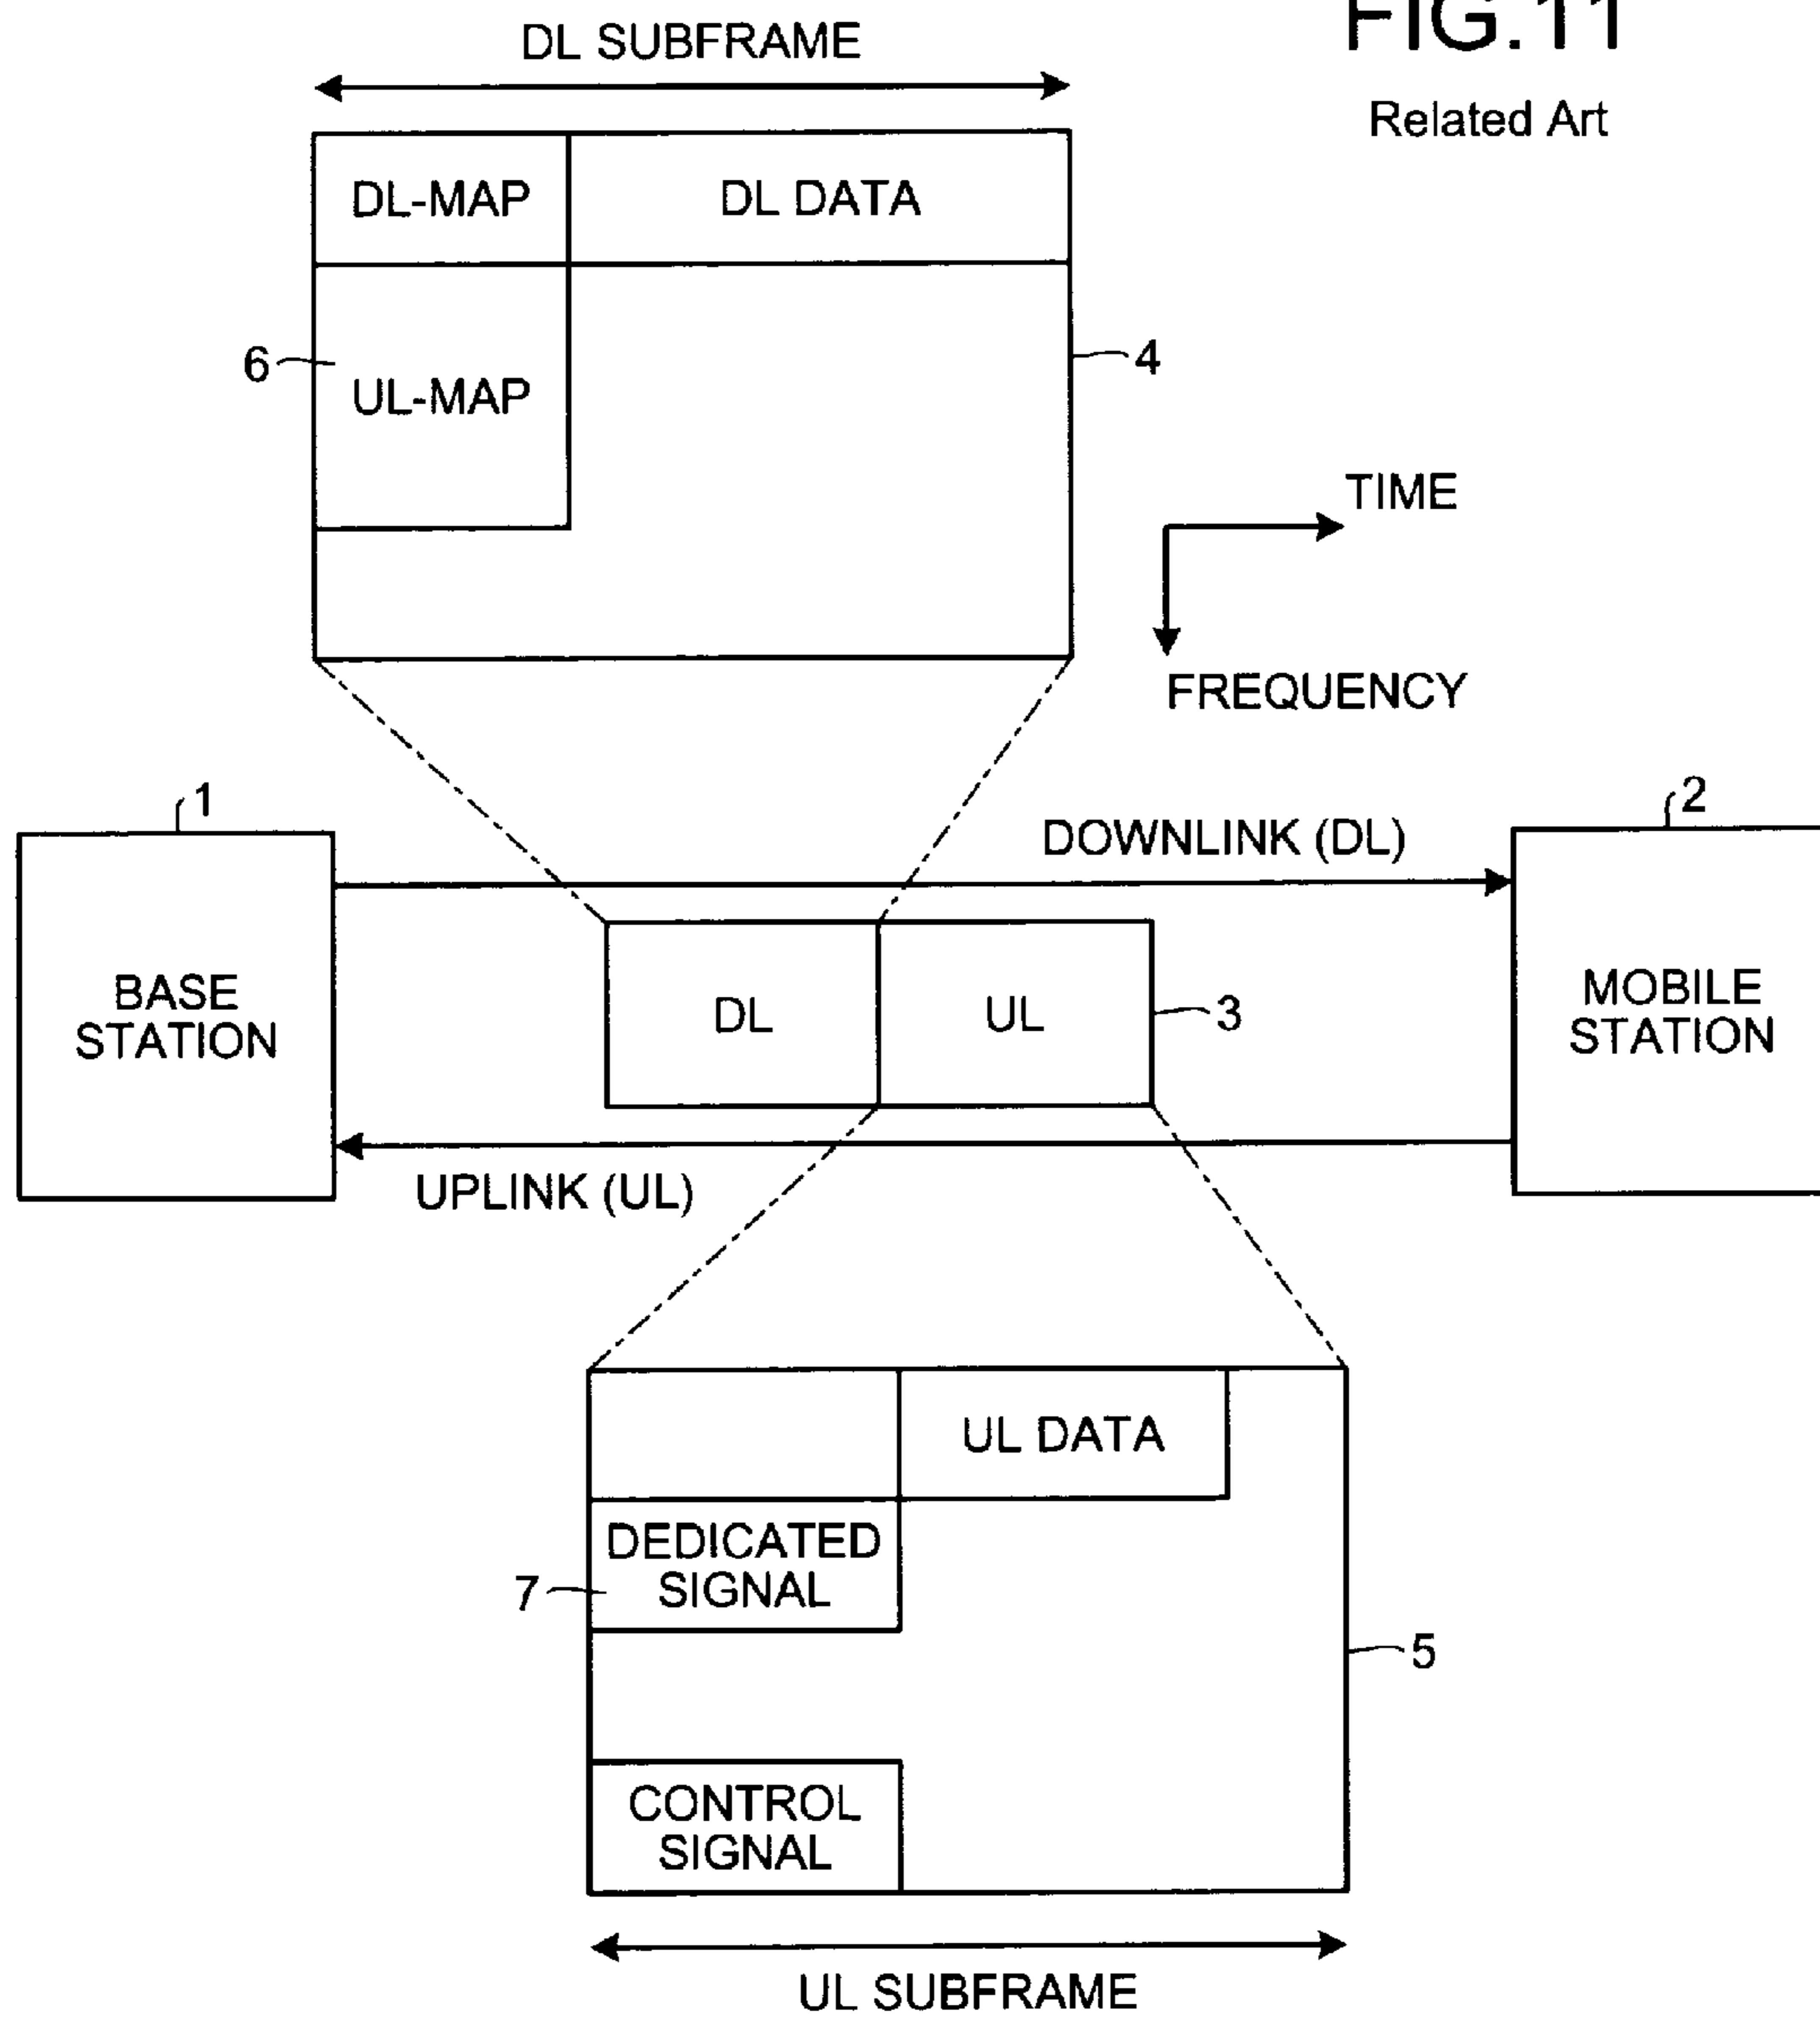 FIG.11
Related Art
DL SUBFRAME
DL-MAP
DL DATA
6
UL-MAP
4
TIME
FREQUENCY
1
2
DOWNLINK (DL)
BASE
STATION
DL
UL
3
MOBILE
STATION
UPLINK (UL)
UL DATA
DEDICATED
SIGNAL
7
5
CONTROL
SIGNAL
UL SUBFRAME